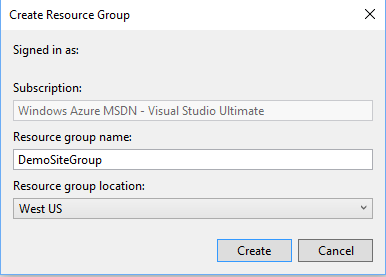 Create Resource Group
Signed in as:
Subscription:
Windows Azure MSDN - Visual Studio Ultimate
Resource group name:
DemoSiteGroup
Resource group location:
West US
Create Cancel